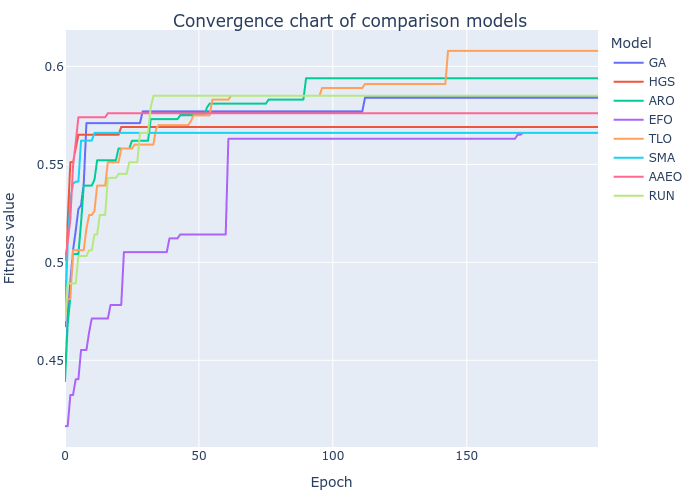 Convergence chart of comparison models
Model
GA
HGS
ARO
EFO
TLO
SMA
AAEO
RUN
Fitness value
0.6
0.55
0.5
0.45
0
50
100
150
Epoch